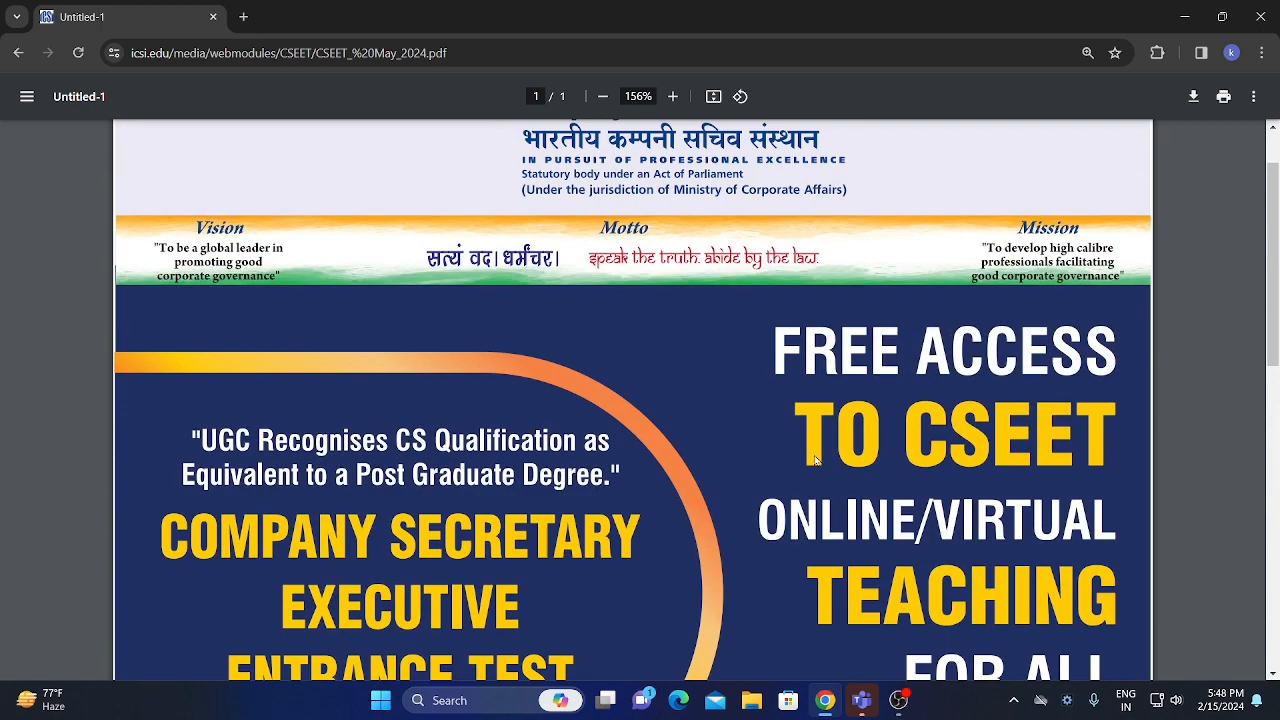 Untitled-1
icsi.edu/media/webmodules/CSEET/CSEET_%20May_2024.pdf
k
Untitled-1
1 / 1
156%
भारतीय कम्पनी सचिव संस्थान
IN PURSUIT OF PROFESSIONAL EXCELLENCE
Statutory body under an Act of Parliament
(Under the jurisdiction of Ministry of Corporate Affairs)
Vision
"To be a global leader in
promoting good
corporate governance"
Motto
सत्यं वद। धर्मंचर।
speak the truth. abide by the law.
Mission
"To develop high calibre
professionals facilitating
good corporate governance"
"UGC Recognises CS Qualification as
Equivalent to a Post Graduate Degree."
COMPANY SECRETARY
EXECUTIVE
ENTRANCE TEST
FREE ACCESS
TO CSEET
ONLINE/VIRTUAL
TEACHING
FOR ALL
77°F
Haze
Search
1
ENG
IN
5:48 PM
2/15/2024